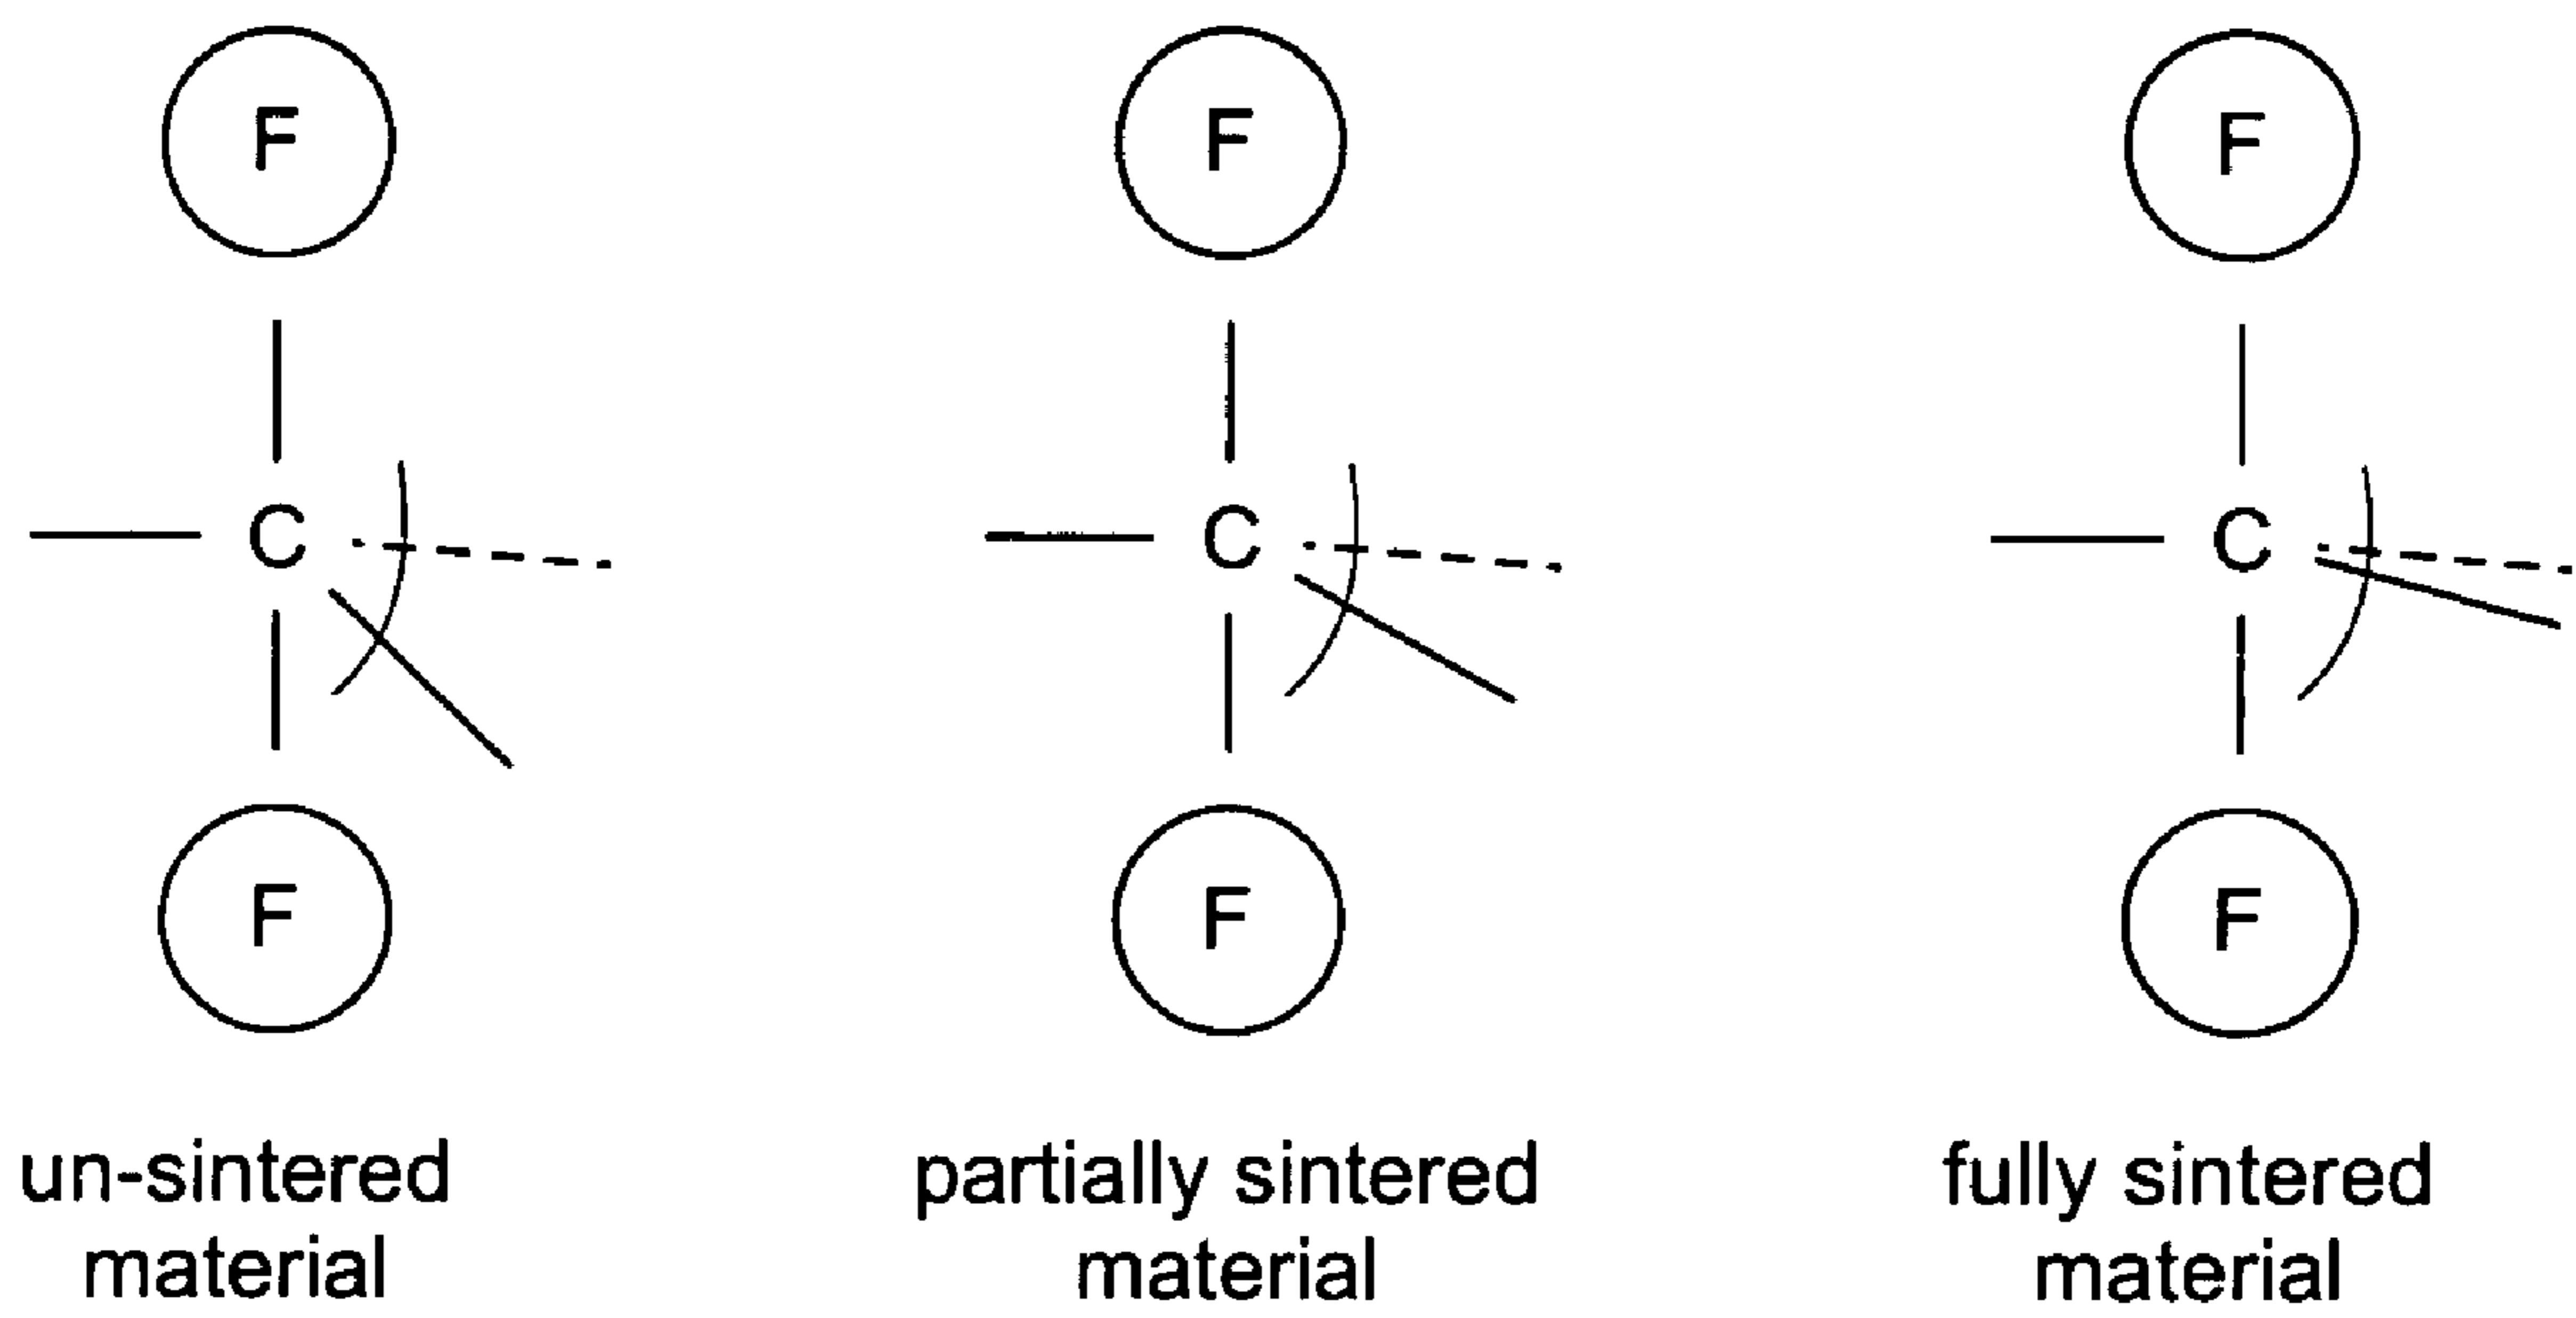 F F F
C C C
F F F
un-sintered partially sintered fully sintered
material material material